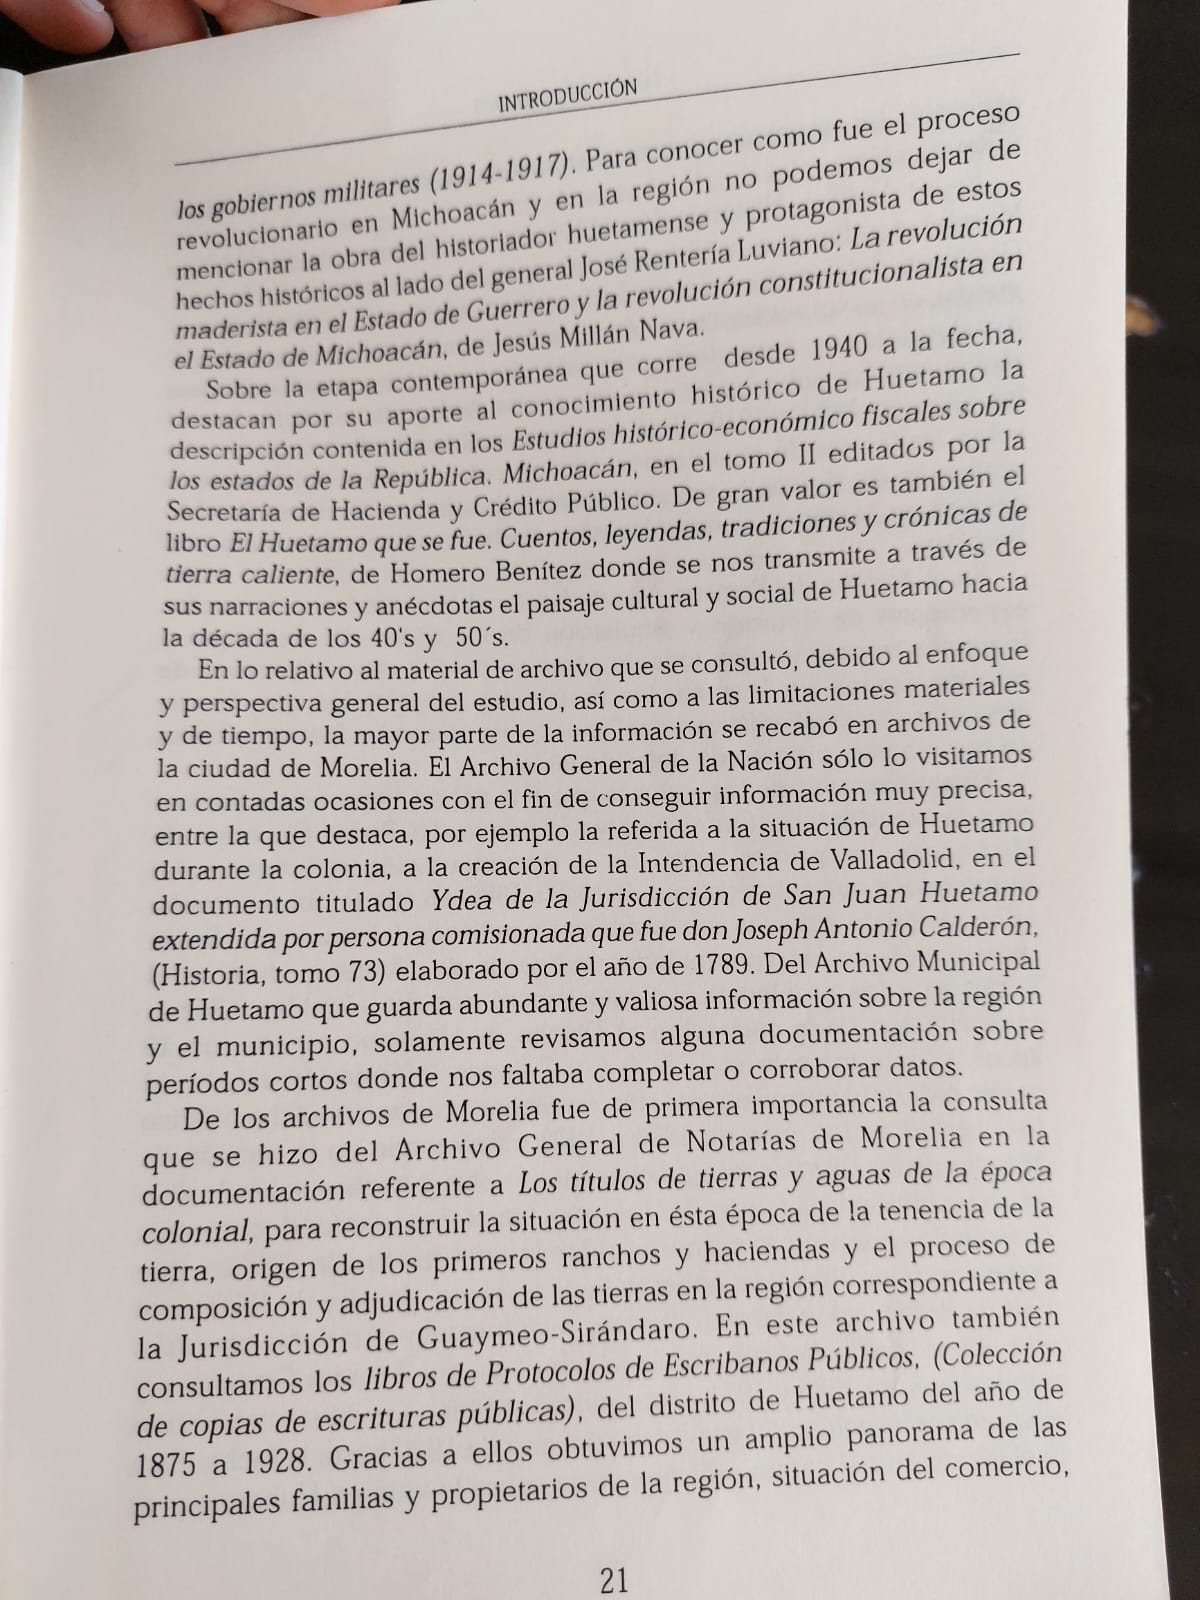 INTRODUCCIÓN
los gobiernos militares (1914-1917). Para conocer como fue el proceso
revolucionario en Michoacán y en la región no podemos dejar de
mencionar la obra del historiador huetamense y protagonista de estos
hechos históricos al lado del general José Rentería Luviano: La revolución
maderista en el Estado de Guerrero y la revolución constitucionalista en
el Estado de Michoacán, de Jesús Millán Nava.
Sobre la etapa contemporánea que corre desde 1940 a la fecha,
destacan por su aporte al conocimiento histórico de Huetamo la
descripción contenida en los Estudios histórico-económico fiscales sobre
los estados de la República. Michoacán, en el tomo II editados por la
Secretaría de Hacienda y Crédito Público. De gran valor es también el
libro El Huetamo que se fue. Cuentos, leyendas, tradiciones y crónicas de
tierra caliente, de Homero Benítez donde se nos transmite a través de
sus narraciones y anécdotas el paisaje cultural y social de Huetamo hacia
la década de los 40's y 50´s.
En lo relativo al material de archivo que se consultó, debido al enfoque
y perspectiva general del estudio, así como a las limitaciones materiales
y de tiempo, la mayor parte de la información se recabó en archivos de
la ciudad de Morelia. El Archivo General de la Nación sólo lo visitamos
en contadas ocasiones con el fin de conseguir información muy precisa,
entre la que destaca, por ejemplo la referida a la situación de Huetamo
durante la colonia, a la creación de la Intendencia de Valladolid, en el
documento titulado Ydea de la Jurisdicción de San Juan Huetamo
extendida por persona comisionada que fue don Joseph Antonio Calderón,
(Historia, tomo 73) elaborado por el año de 1789. Del Archivo Municipal
de Huetamo que guarda abundante y valiosa información sobre la región
y el municipio, solamente revisamos alguna documentación sobre
períodos cortos donde nos faltaba completar o corroborar datos.
De los archivos de Morelia fue de primera importancia la consulta
que se hizo del Archivo General de Notarías de Morelia en la
documentación referente a Los títulos de tierras y aguas de la época
colonial, para reconstruir la situación en ésta época de la tenencia de la
tierra, origen de los primeros ranchos y haciendas y el proceso de
composición y adjudicación de las tierras en la región correspondiente a
la Jurisdicción de Guaymeo-Sirándaro. En este archivo también
consultamos los libros de Protocolos de Escribanos Públicos, (Colección
de copias de escrituras públicas), del distrito de Huetamo del año de
1875 a 1928. Gracias a ellos obtuvimos un amplio panorama de las
principales familias y propietarios de la región, situación del comercio,
21